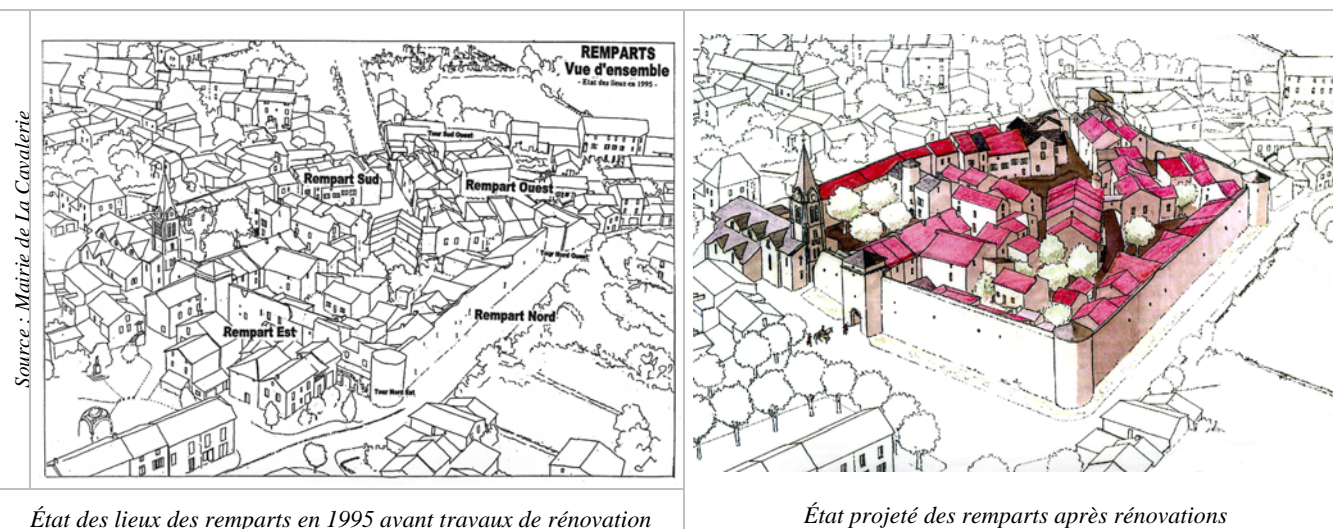 Source : Mairie de La Cavalerie
REMPARTS
Vue d'ensemble
- Etat des lieux en 1995 -
Tour Sud Ouest
Rempart Sud
Rempart Ouest
Tour Nord Ouest
Rempart Nord
Rempart Est
Tour Nord Est
État des lieux des remparts en 1995 avant travaux de rénovation
État projeté des remparts après rénovations